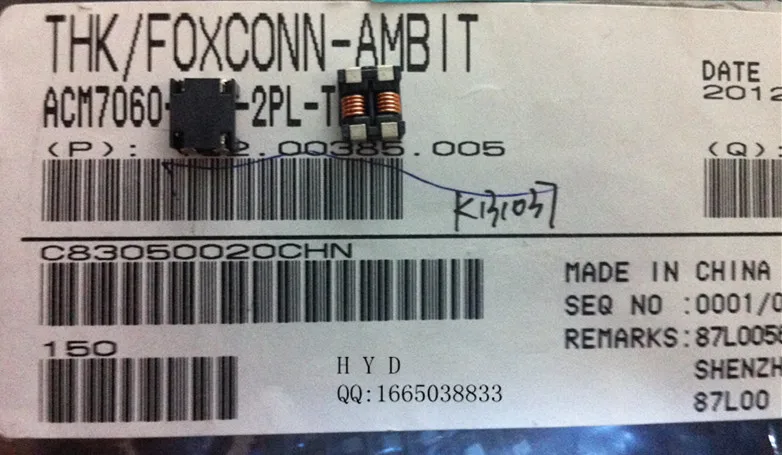 THK/FOXCONN-AMBIT
ACM7060- -2PL-T
(P): 2.00385.005
K131037
C83050020CHN
150
DATE
2012
(Q):
MADE IN CHINA
SEQ NO :0001/0
REMARKS:87L005
SHENZH
87L00
H Y D
QQ:1665038833